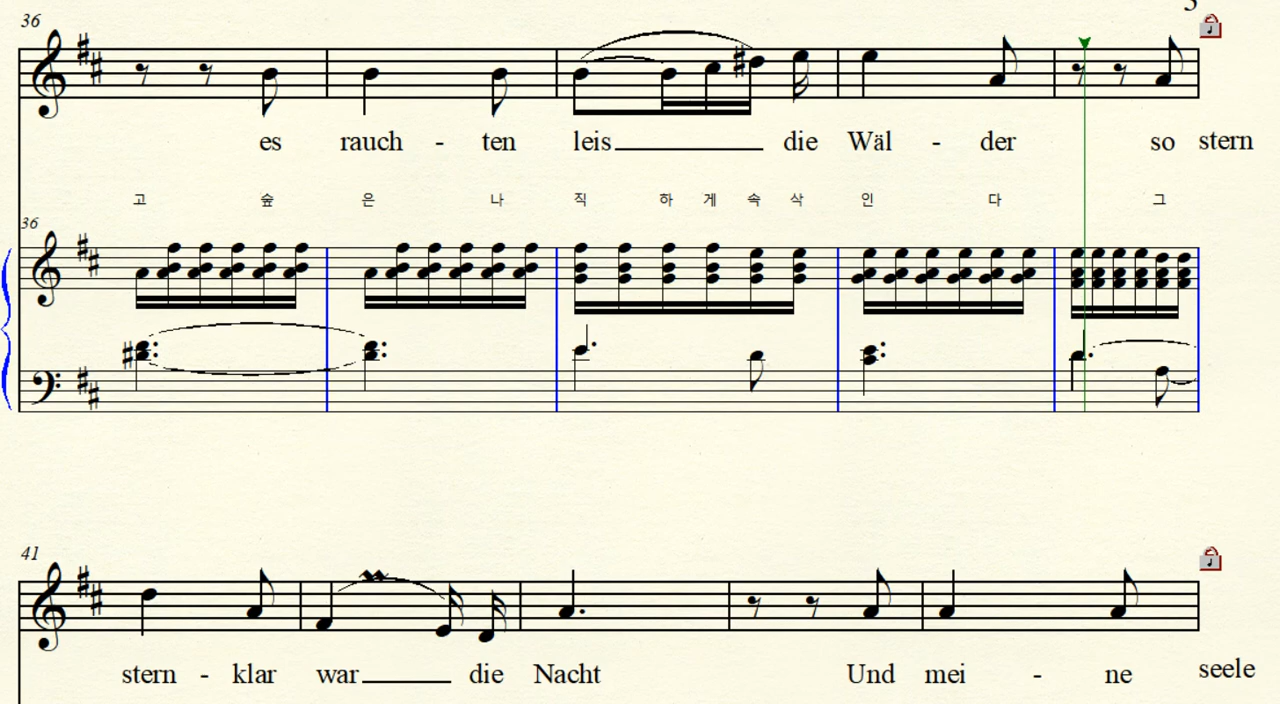 36
es rauch - ten leis die Wäl - der so stern
고 숲 은 나 직 하 게 속 삭 인 다 그
36
41
stern - klar war die Nacht Und mei - ne seele